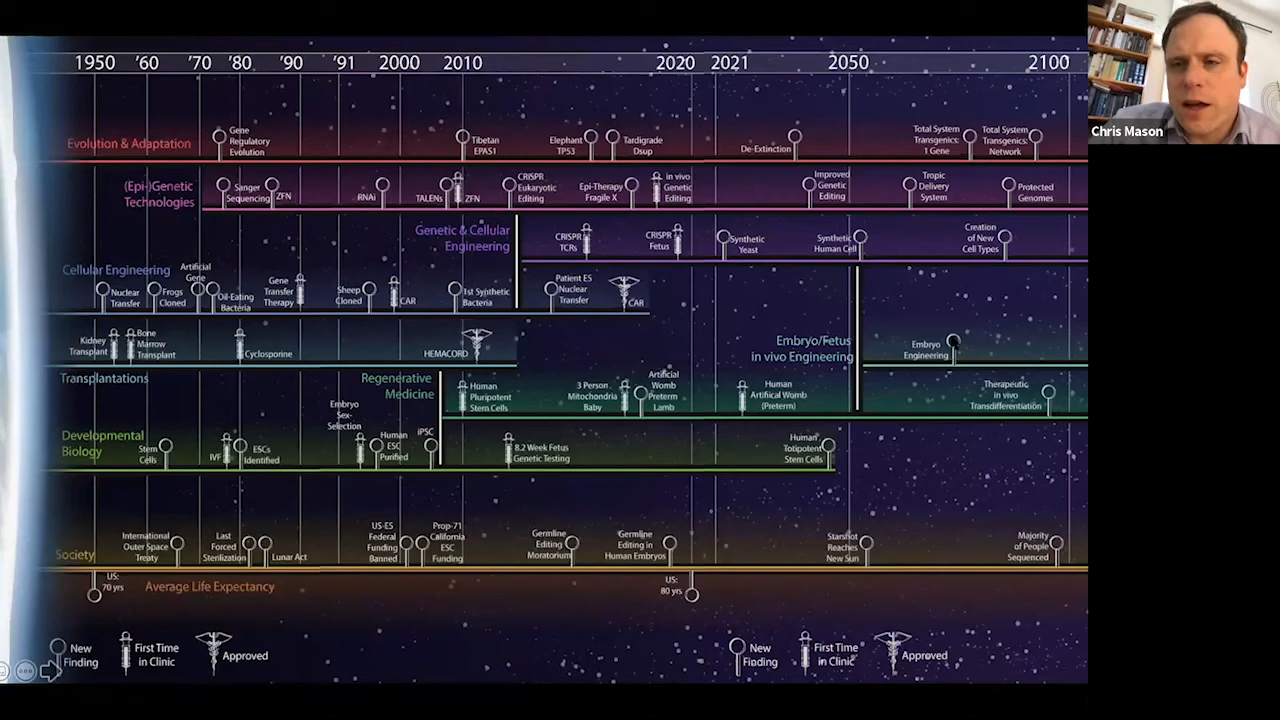 1950 '60 '70 '80 '90 '91 2000 2010 2020 2021 2050 2100
Chris Mason
Evolution & Adaptation
Gene
Regulatory
Evolution
Tibetan
EPAS1
Elephant
TP53
Tardigrade
Dsup
De-Extinction
Total System
Transgenics:
1 Gene
Total System
Transgenics:
Network
(Epi-)Genetic
Technologies
Sanger
Sequencing
ZFN
RNAi
TALENs
ZFN
CRISPR
Eukaryotic
Editing
Epi-Therapy
Fragile X
in vivo
Genetic
Editing
Improved
Genetic
Editing
Tropic
Delivery
System
Protected
Genomes
Genetic & Cellular
Engineering
CRISPR
TCRs
CRISPR
Fetus
Synthetic
Yeast
Synthetic
Human Cell
Creation
of New
Cell Types
Cellular Engineering
Nuclear
Transfer
Frogs
Cloned
Artificial
Gene
Oil-Eating
Bacteria
Gene
Transfer
Therapy
Sheep
Cloned
CAR
1st Synthetic
Bacteria
Patient ES
Nuclear
Transfer
CAR
Kidney
Transplant
Bone
Marrow
Transplant
Cyclosporine
HEMACORD
Embryo/Fetus
in vivo Engineering
Embryo
Engineering
Transplantations
Regenerative
Medicine
Human
Pluripotent
Stem Cells
3 Person
Mitochondria
Baby
Artificial
Womb
Preterm
Lamb
Human
Artifical Womb
(Preterm)
Therapeutic
in vivo
Transdifferentiation
Developmental
Biology
Stem
Cells
IVF
ESCs
Identified
Embryo
Sex-
Selection
Human
ESC
Purified
iPSC
8.2 Week Fetus
Genetic Testing
Human
Totipotent
Stem Cells
Society
International
Outer Space
Treaty
Last
Forced
Sterilization
Lunar Act
US-ES
Federal
Funding
Banned
Prop-71
California
ESC
Funding
Germline
Editing
Moratorium
Germline
Editing in
Human Embryos
Starshot
Reaches
New Sun
Majority
of People
Sequenced
US:
70 yrs
Average Life Expectancy
US:
80 yrs
New
Finding
First Time
in Clinic
Approved
New
Finding
First Time
in Clinic
Approved